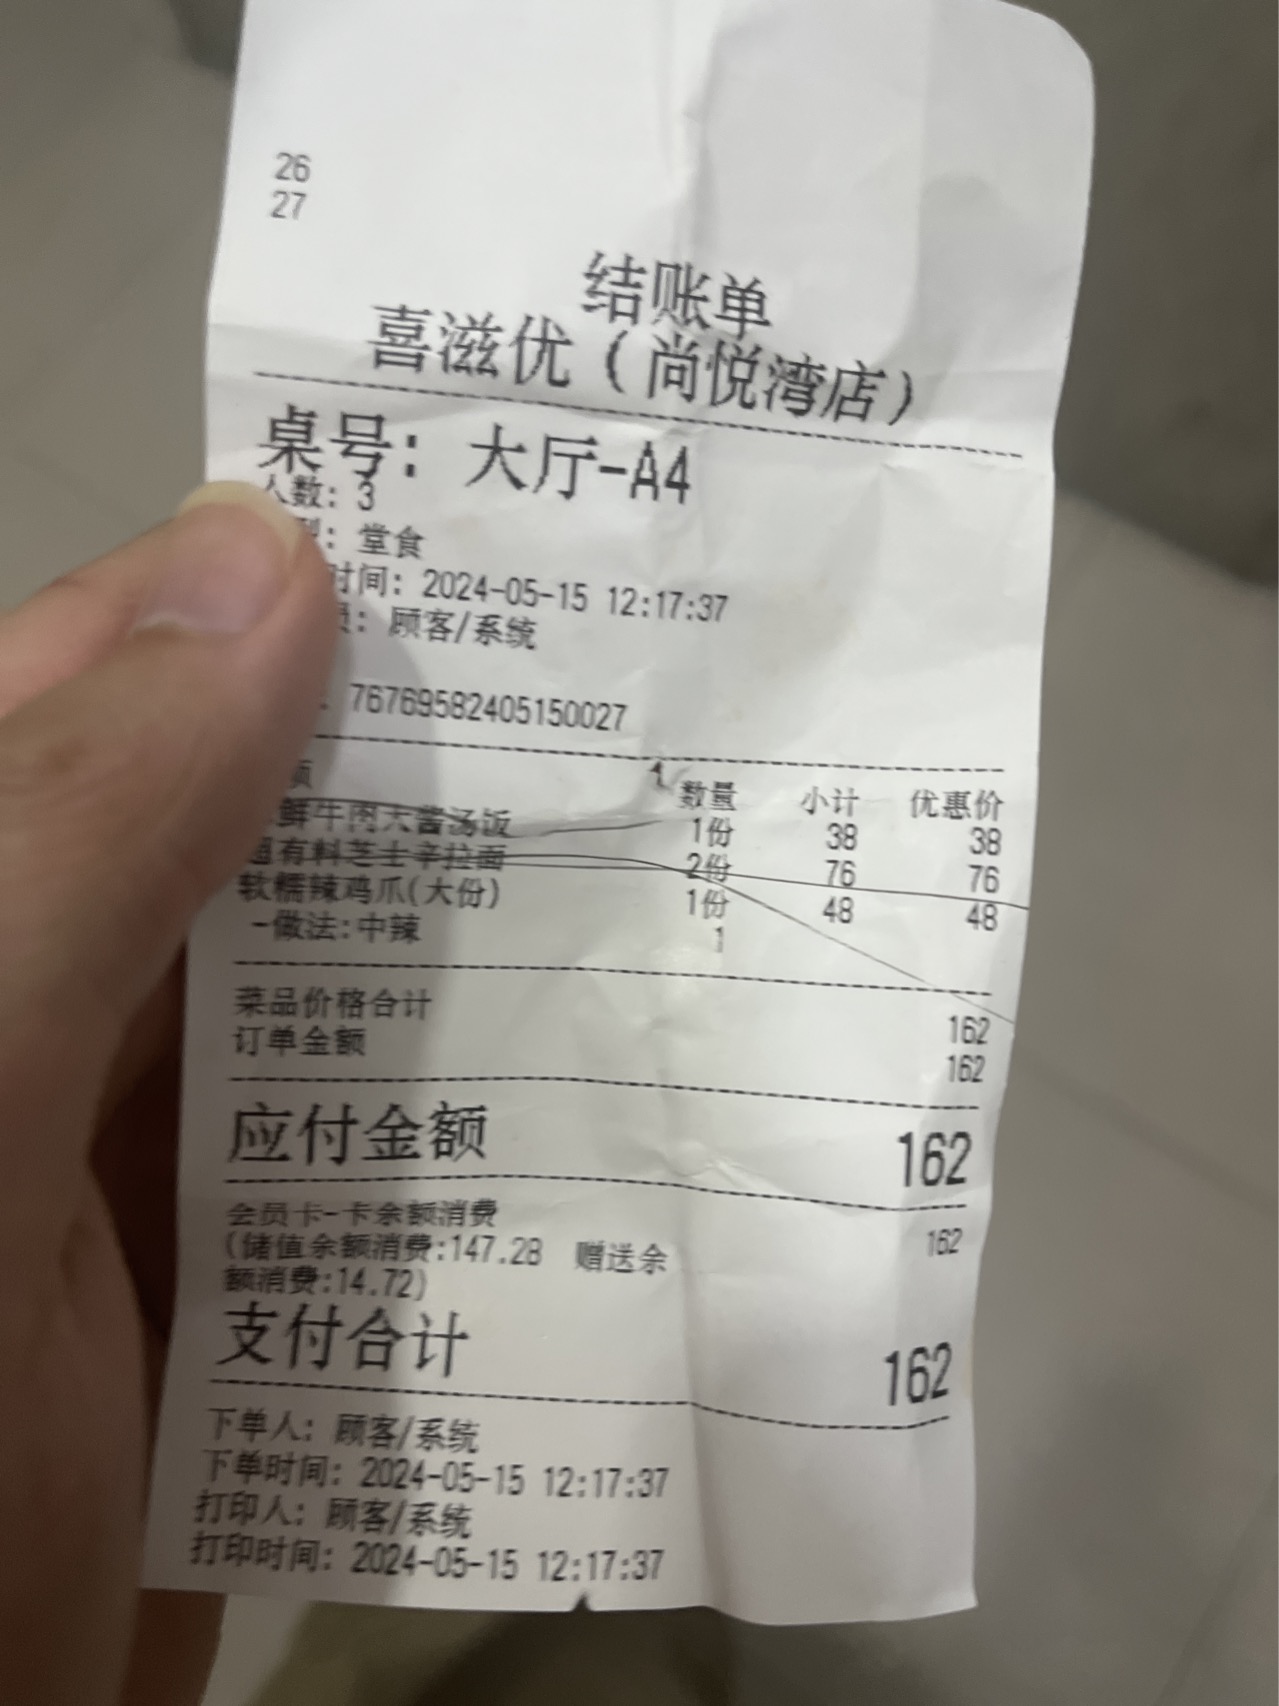 26
27
结账单
喜滋优（尚悦湾店）
桌号: 大厅-A4
人数: 3
型: 堂食
时间: 2024-05-15 12:17:37
员: 顾客/系统
: 76769582405150027
项 数量 小计 优惠价
鲜牛肉大酱汤饭 1份 38 38
超有料芝士辛拉面 2份 76 76
软糯辣鸡爪(大份) 1份 48 48
-做法:中辣 1
菜品价格合计 162
订单金额 162
应付金额 162
会员卡-卡余额消费 162
(储值余额消费:147.28 赠送余
额消费:14.72)
支付合计 162
下单人: 顾客/系统
下单时间: 2024-05-15 12:17:37
打印人: 顾客/系统
打印时间: 2024-05-15 12:17:37